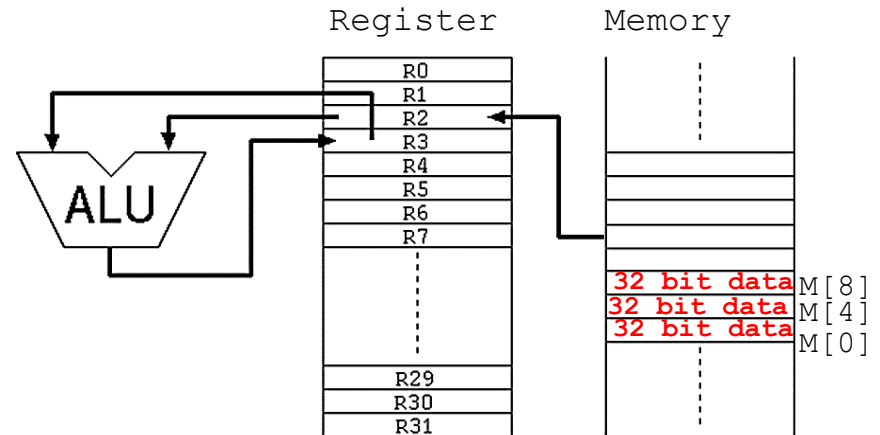 Register
Memory
R0
R1
R2
R3
R4
R5
R6
R7
R29
R30
R31
ALU
32 bit data M[8]
32 bit data M[4]
32 bit data M[0]